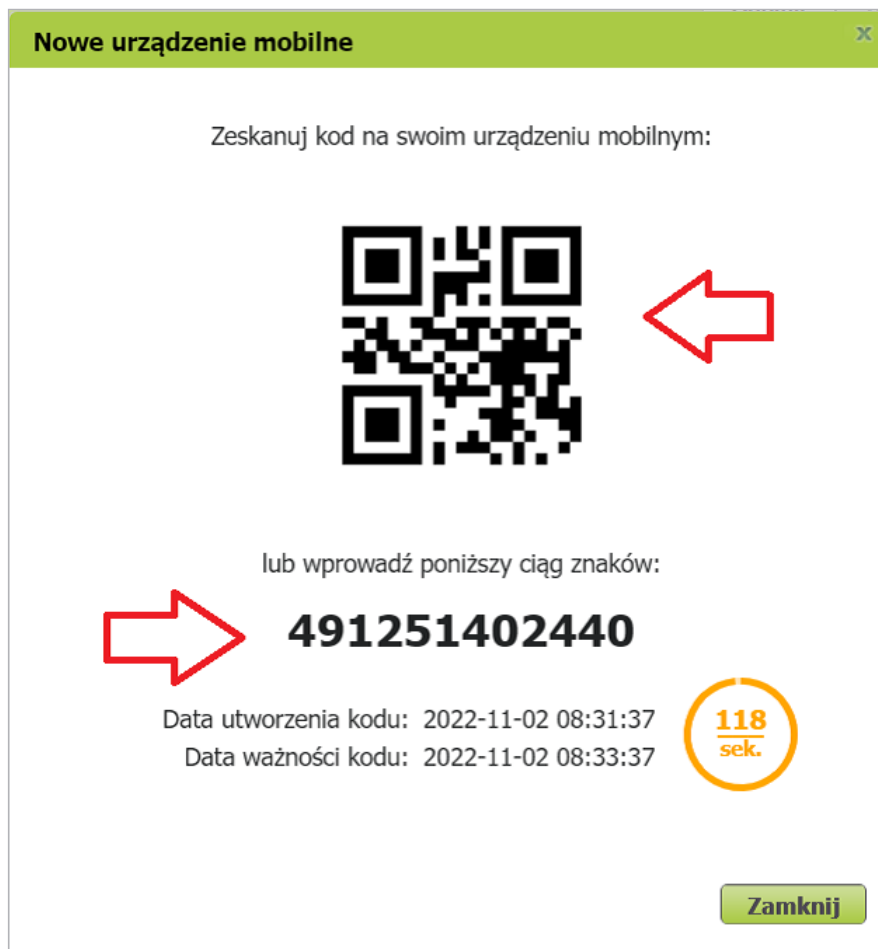 Nowe urządzenie mobilne
x
Zeskanuj kod na swoim urządzeniu mobilnym:
lub wprowadź poniższy ciąg znaków:
491251402440
Data utworzenia kodu: 2022-11-02 08:31:37
Data ważności kodu: 2022-11-02 08:33:37
118
sek.
Zamknij